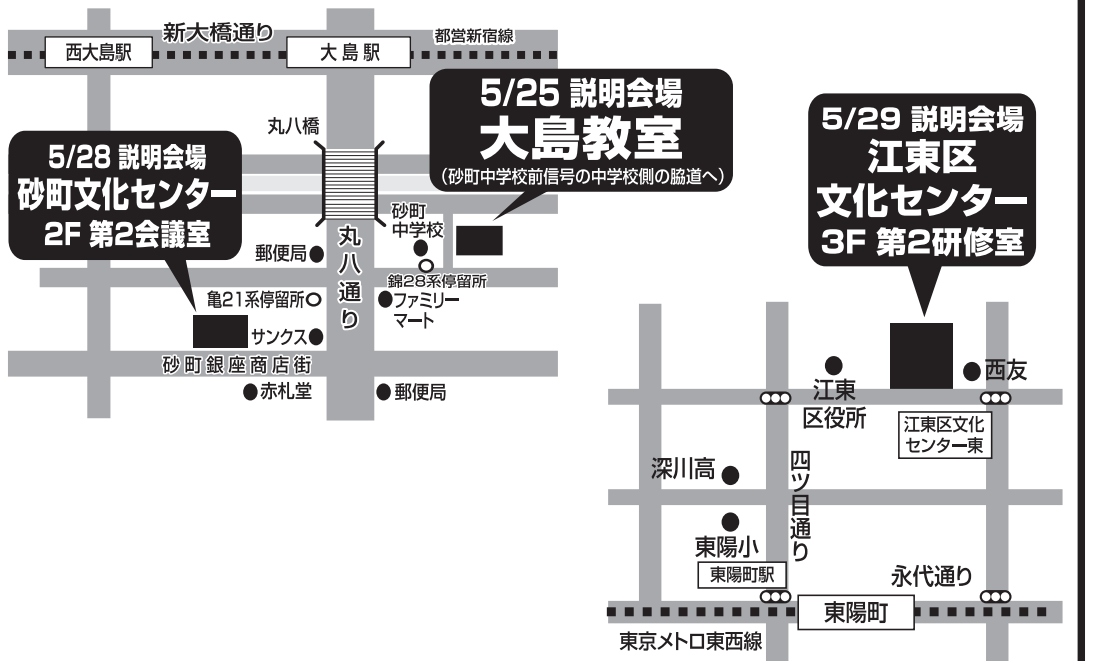 新大橋通り
都営新宿線
西大島駅
大島駅
5/25 説明会場
大島教室
(砂町中学校前信号の中学校側の脇道へ)
丸八橋
5/28 説明会場
砂町文化センター
2F 第2会議室
砂町
中学校
郵便局
丸八通り
錦28系停留所
亀21系停留所
ファミリー
マート
サンクス
砂町銀座商店街
赤札堂
郵便局
5/29 説明会場
江東区
文化センター
3F 第2研修室
西友
江東
区役所
江東区文化
センター東
深川高
四ツ目通り
東陽小
東陽町駅
永代通り
東陽町
東京メトロ東西線